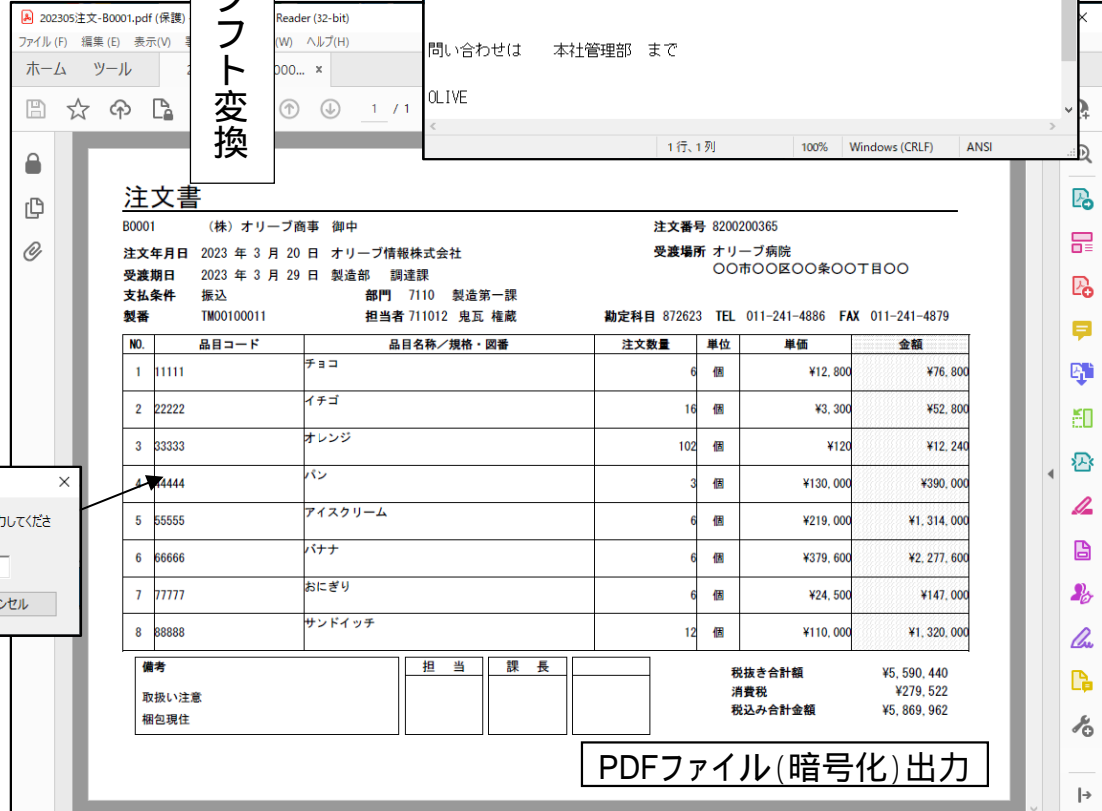 202305注文-B0001.pdf (保護)
Reader (32-bit)
ファイル(F) 編集(E) 表示(V)
(W) ヘルプ(H)
ホーム ツール
000... x
1 / 1
フト変換
問い合わせは 本社管理部 まで
OLIVE
1行、1列 100% Windows (CRLF) ANSI
注文書
B0001 (株)オリーブ商事 御中 注文番号 8200200365
注文年月日 2023 年 3 月 20 日 オリーブ情報株式会社 受渡場所 オリーブ病院
〇〇市〇〇区〇〇条〇〇丁目〇〇
受渡期日 2023 年 3 月 29 日 製造部 調達課
支払条件 振込 部門 7110 製造第一課
製番 TM00100011 担当者 711012 鬼瓦 権蔵 勘定科目 872623 TEL 011-241-4886 FAX 011-241-4879
NO. 品目コード 品目名称/規格・図番 注文数量 単位 単価 金額
1 11111 チョコ 6 個 ¥12,800 ¥76,800
2 22222 イチゴ 16 個 ¥3,300 ¥52,800
3 33333 オレンジ 102 個 ¥120 ¥12,240
4 44444 パン 3 個 ¥130,000 ¥390,000
5 55555 アイスクリーム 6 個 ¥219,000 ¥1,314,000
6 66666 バナナ 6 個 ¥379,600 ¥2,277,600
7 77777 おにぎり 6 個 ¥24,500 ¥147,000
8 88888 サンドイッチ 12 個 ¥110,000 ¥1,320,000
力してくださ
ンセル
備考
取扱い注意
梱包現住
担 当 課 長
税抜き合計額 ¥5,590,440
消費税 ¥279,522
税込み合計金額 ¥5,869,962
PDFファイル(暗号化)出力